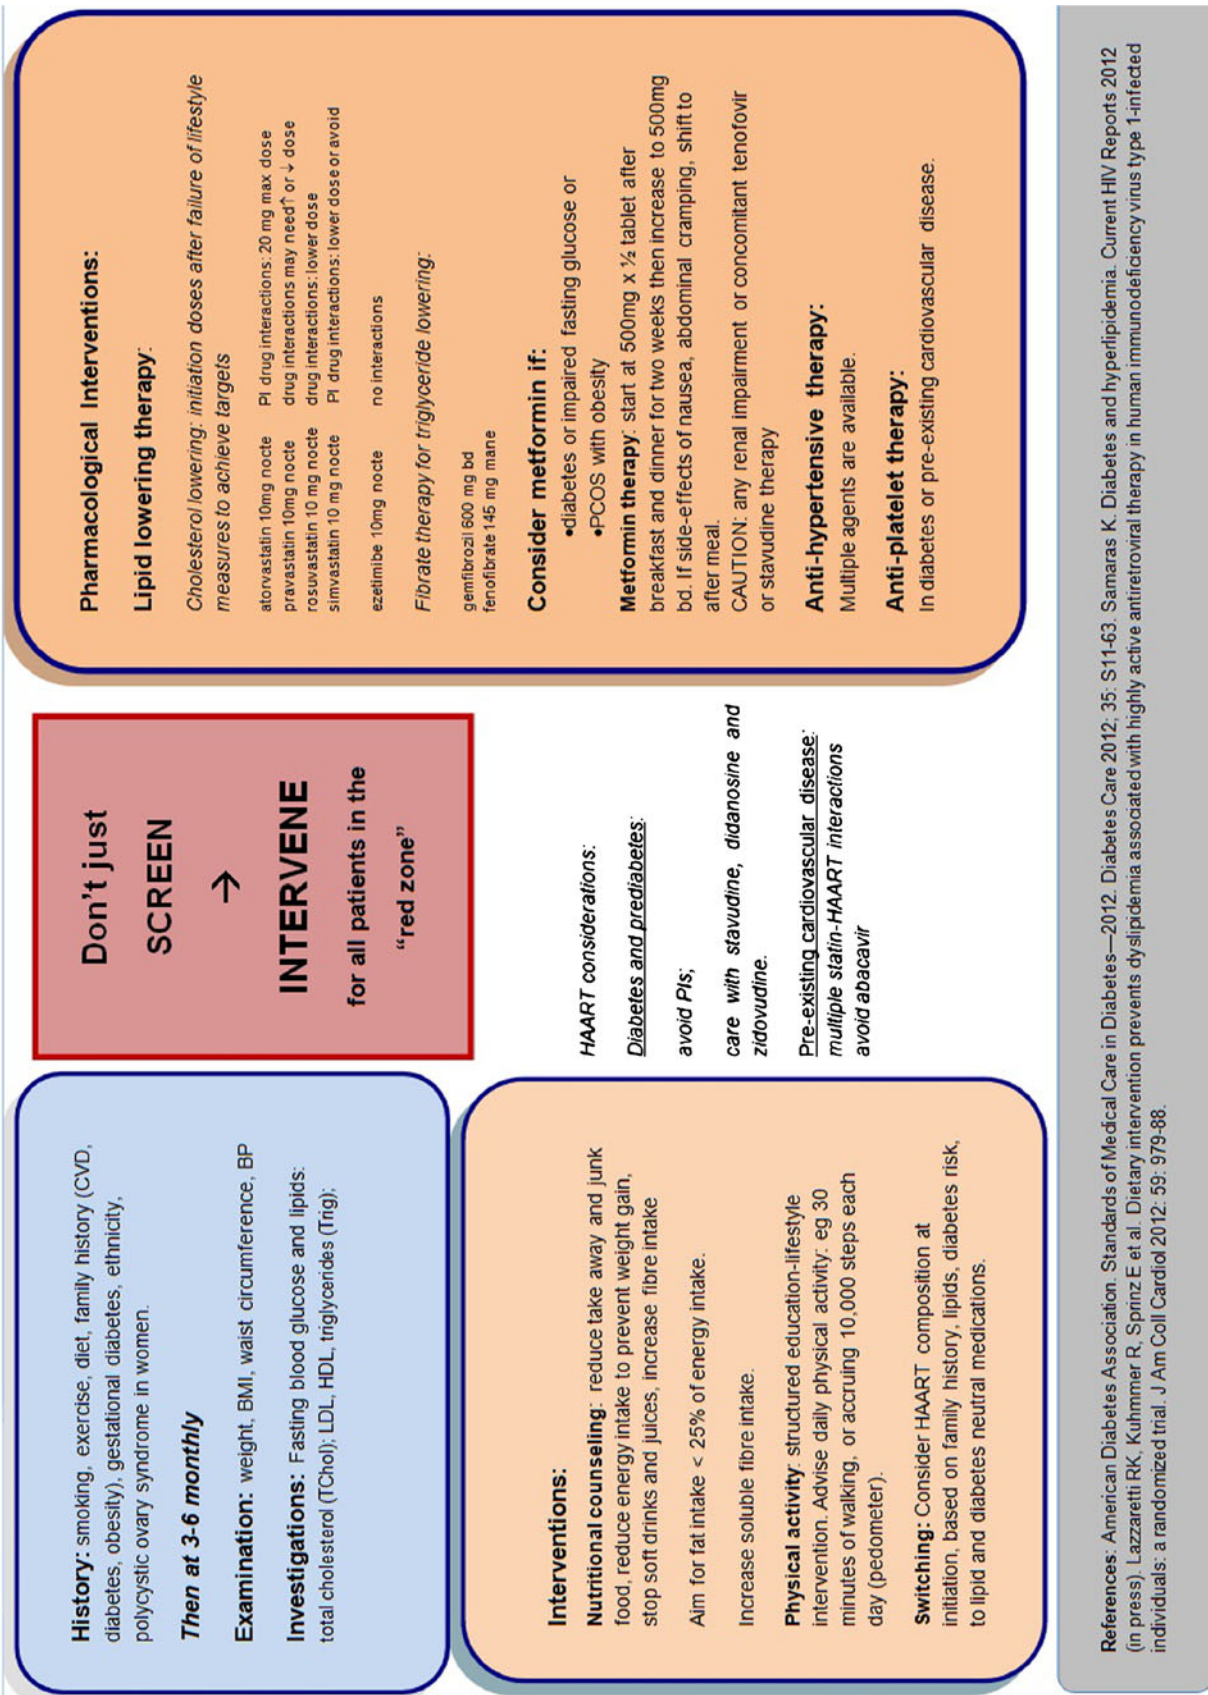 History: smoking, exercise, diet, family history (CVD,
diabetes, obesity), gestational diabetes, ethnicity,
polycystic ovary syndrome in women.
Then at 3-6 monthly
Examination: weight, BMI, waist circumference, BP
Investigations: Fasting blood glucose and lipids:
total cholesterol (TChol); LDL, HDL, triglycerides (Trig);
Don't just
SCREEN
→
INTERVENE
for all patients in the
“red zone”
Pharmacological Interventions:
Lipid lowering therapy:
Cholesterol lowering: initiation doses after failure of lifestyle
measures to achieve targets
atorvastatin 10mg nocte PI drug interactions: 20 mg max dose
pravastatin 10mg nocte drug interactions may need↑ or ↓ dose
rosuvastatin 10 mg nocte drug interactions: lower dose
simvastatin 10 mg nocte PI drug interactions: lower dose or avoid
ezetimibe 10mg nocte no interactions
Fibrate therapy for triglyceride lowering:
gemfibrozil 600 mg bd
fenofibrate 145 mg mane
Consider metformin if:
•diabetes or impaired fasting glucose or
•PCOS with obesity
Metformin therapy: start at 500mg x ½ tablet after
breakfast and dinner for two weeks then increase to 500mg
bd. If side-effects of nausea, abdominal cramping, shift to
after meal.
CAUTION: any renal impairment or concomitant tenofovir
or stavudine therapy
Anti-hypertensive therapy:
Multiple agents are available.
Anti-platelet therapy:
In diabetes or pre-existing cardiovascular disease.
Interventions:
Nutritional counseling: reduce take away and junk
food, reduce energy intake to prevent weight gain,
stop soft drinks and juices, increase fibre intake
Aim for fat intake < 25% of energy intake.
Increase soluble fibre intake.
Physical activity: structured education-lifestyle
intervention. Advise daily physical activity: eg 30
minutes of walking, or accruing 10,000 steps each
day (pedometer).
Switching: Consider HAART composition at
initiation, based on family history, lipids, diabetes risk,
to lipid and diabetes neutral medications.
HAART considerations:
Diabetes and prediabetes:
avoid PIs;
care with stavudine, didanosine and
zidovudine.
Pre-existing cardiovascular disease:
multiple statin-HAART interactions
avoid abacavir
References: American Diabetes Association. Standards of Medical Care in Diabetes—2012. Diabetes Care 2012; 35: S11-63. Samaras K. Diabetes and hyperlipidemia. Current HIV Reports 2012
(in press). Lazzaretti RK, Kuhmmer R, Sprinz E et al. Dietary intervention prevents dyslipidemia associated with highly active antiretroviral therapy in human immunodeficiency virus type 1-infected
individuals: a randomized trial. J Am Coll Cardiol 2012: 59: 979-88.